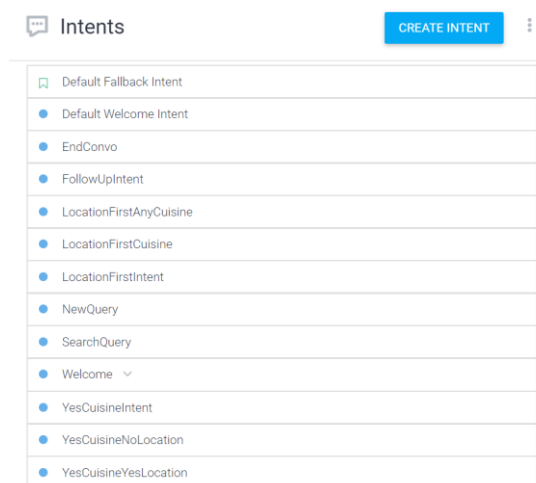 Intents
CREATE INTENT
Default Fallback Intent
Default Welcome Intent
EndConvo
FollowUpIntent
LocationFirstAnyCuisine
LocationFirstCuisine
LocationFirstIntent
NewQuery
SearchQuery
Welcome
YesCuisineIntent
YesCuisineNoLocation
YesCuisineYesLocation